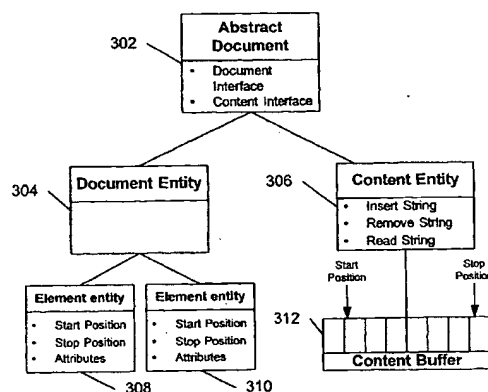 302
Abstract
Document
• Document
Interface
• Content Interface
304
Document Entity
306
Content Entity
• Insert String
• Remove String
• Read String
Start
Position
Stop
Position
Element entity
• Start Position
• Stop Position
• Attributes
308
Element entity
• Start Position
• Stop Position
• Attributes
310
312
Content Buffer